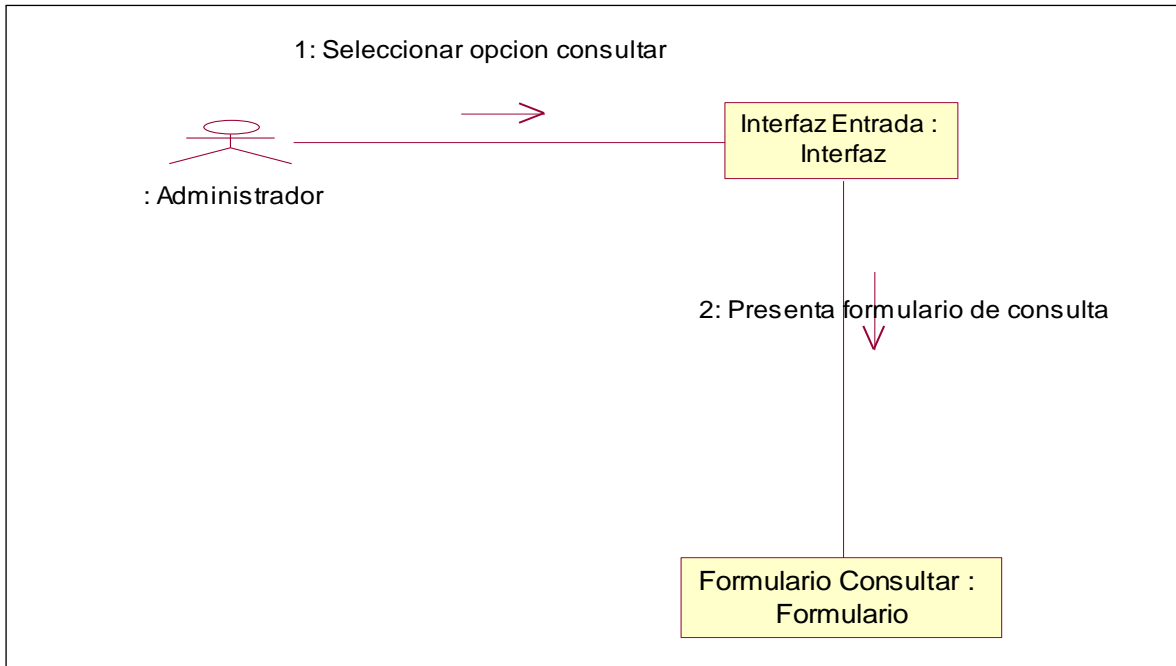 1: Seleccionar opcion consultar
Interfaz Entrada :
Interfaz
: Administrador
2: Presenta formulario de consulta
Formulario Consultar :
Formulario